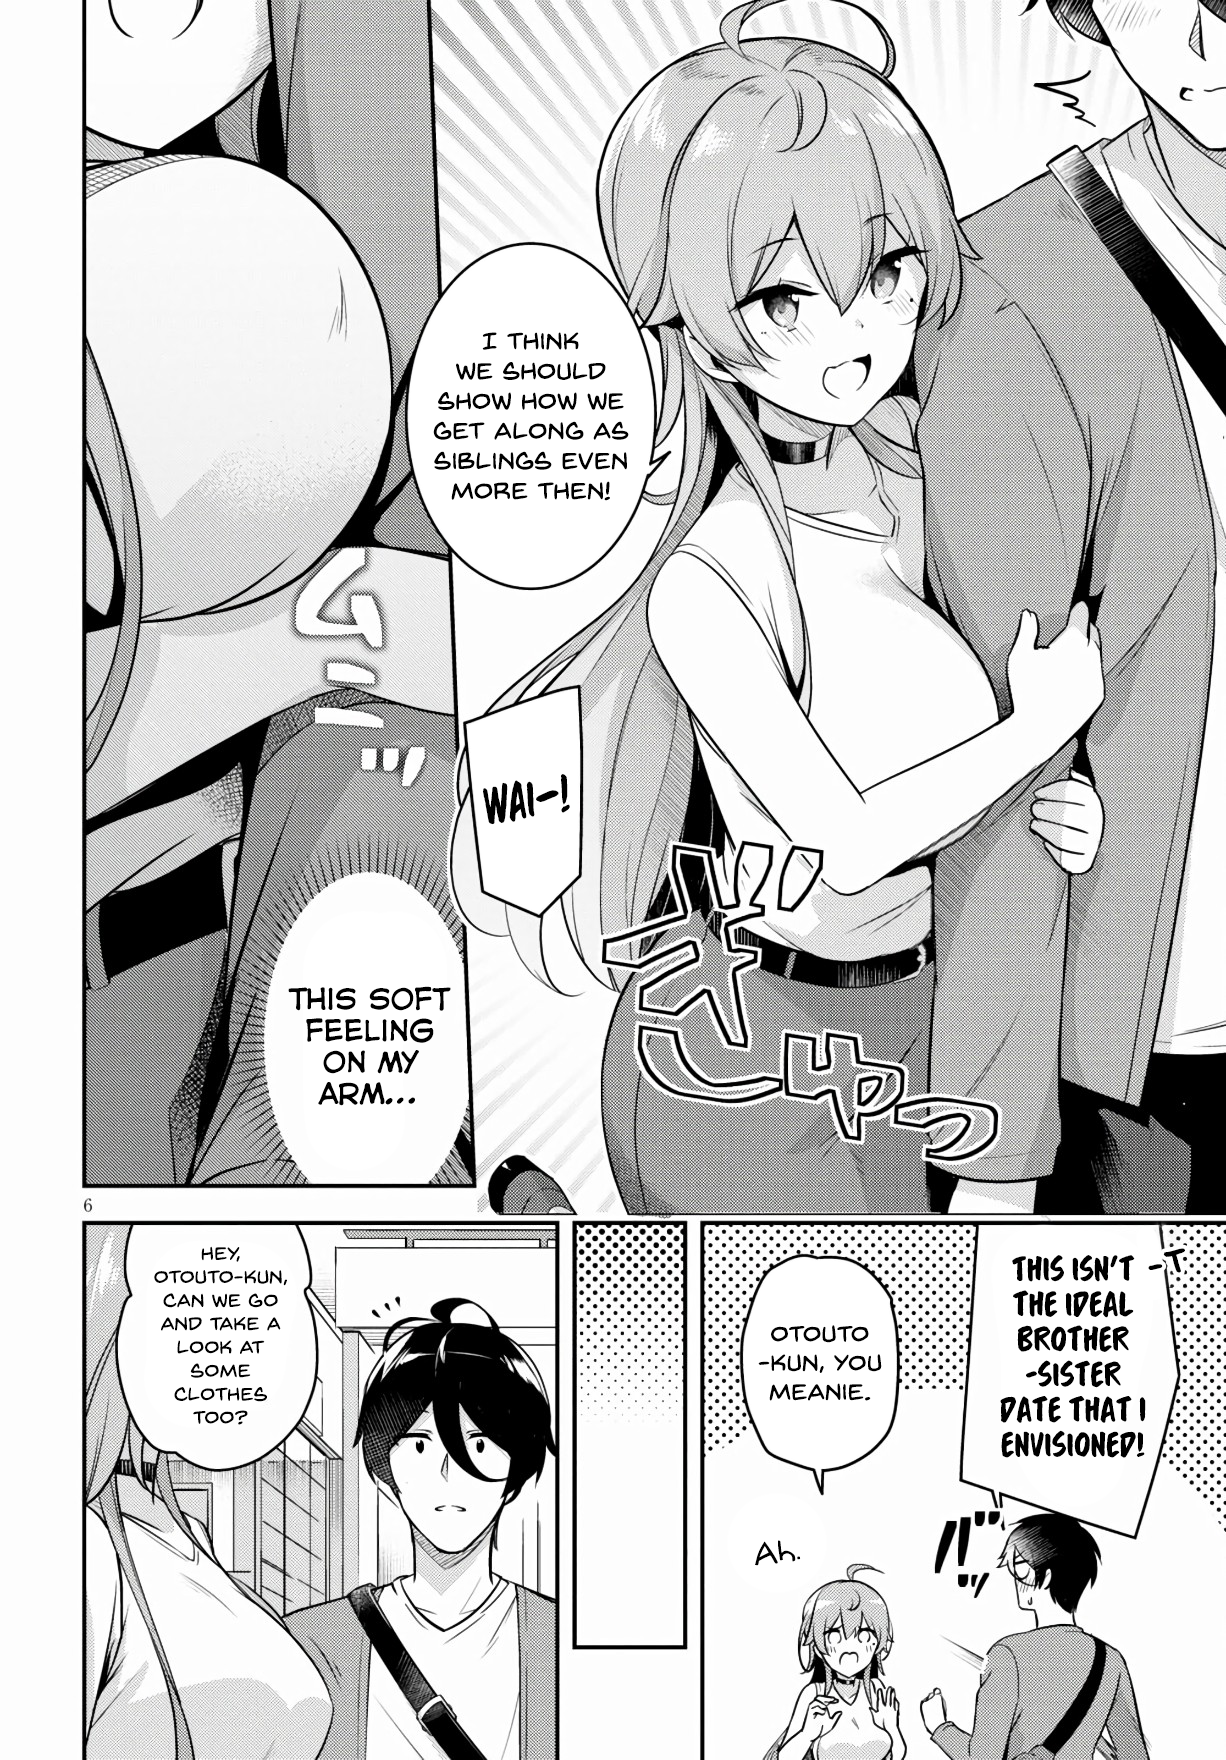 I THINK
WE SHOULD
SHOW HOW WE
GET ALONG AS
SIBLINGS EVEN
MORE THEN!
WAI-!
ぎゅっ
ムニッ
THIS SOFT
FEELING
ON MY
ARM...
6
THIS ISN'T -T
THE IDEAL
BROTHER
-SISTER
DATE THAT I
ENVISIONED!
OTOUTO
-KUN, YOU
MEANIE.
Ah.
HEY,
OTOUTO-KUN,
CAN WE GO
AND TAKE A
LOOK AT
SOME
CLOTHES
TOO?